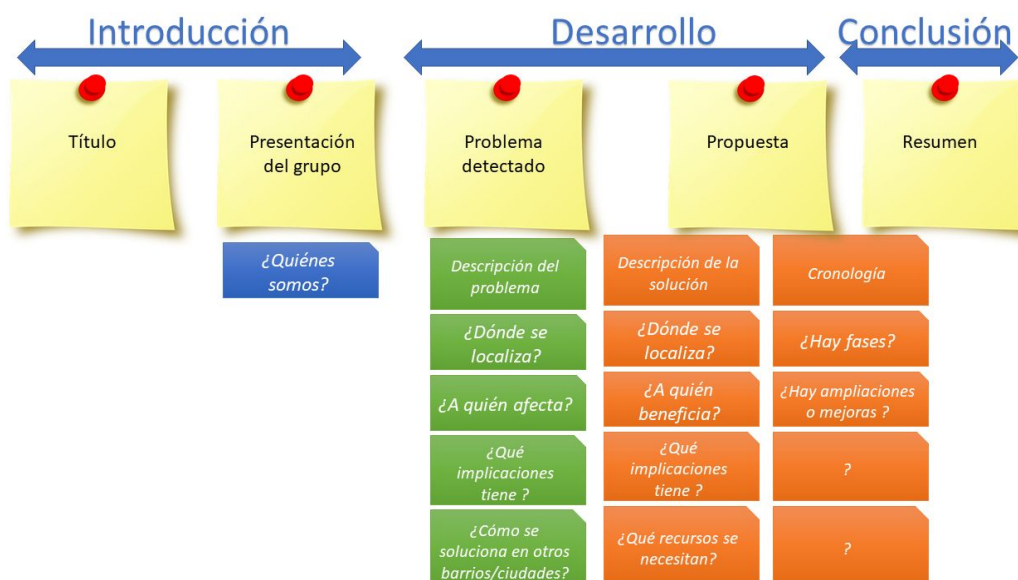 Introducción
Desarrollo
Conclusión
Título
Presentación
del grupo
Problema
detectado
Propuesta
Resumen
¿Quiénes
somos?
Descripción del
problema
¿Dónde se
localiza?
¿A quién afecta?
¿Qué
implicaciones
tiene ?
¿Cómo se
soluciona en otros
barrios/ciudades?
Descripción de la
solución
¿Dónde se
localiza?
¿A quién
beneficia?
¿Qué
implicaciones
tiene ?
¿Qué recursos se
necesitan?
Cronología
¿Hay fases?
¿Hay ampliaciones
o mejoras ?
?
?